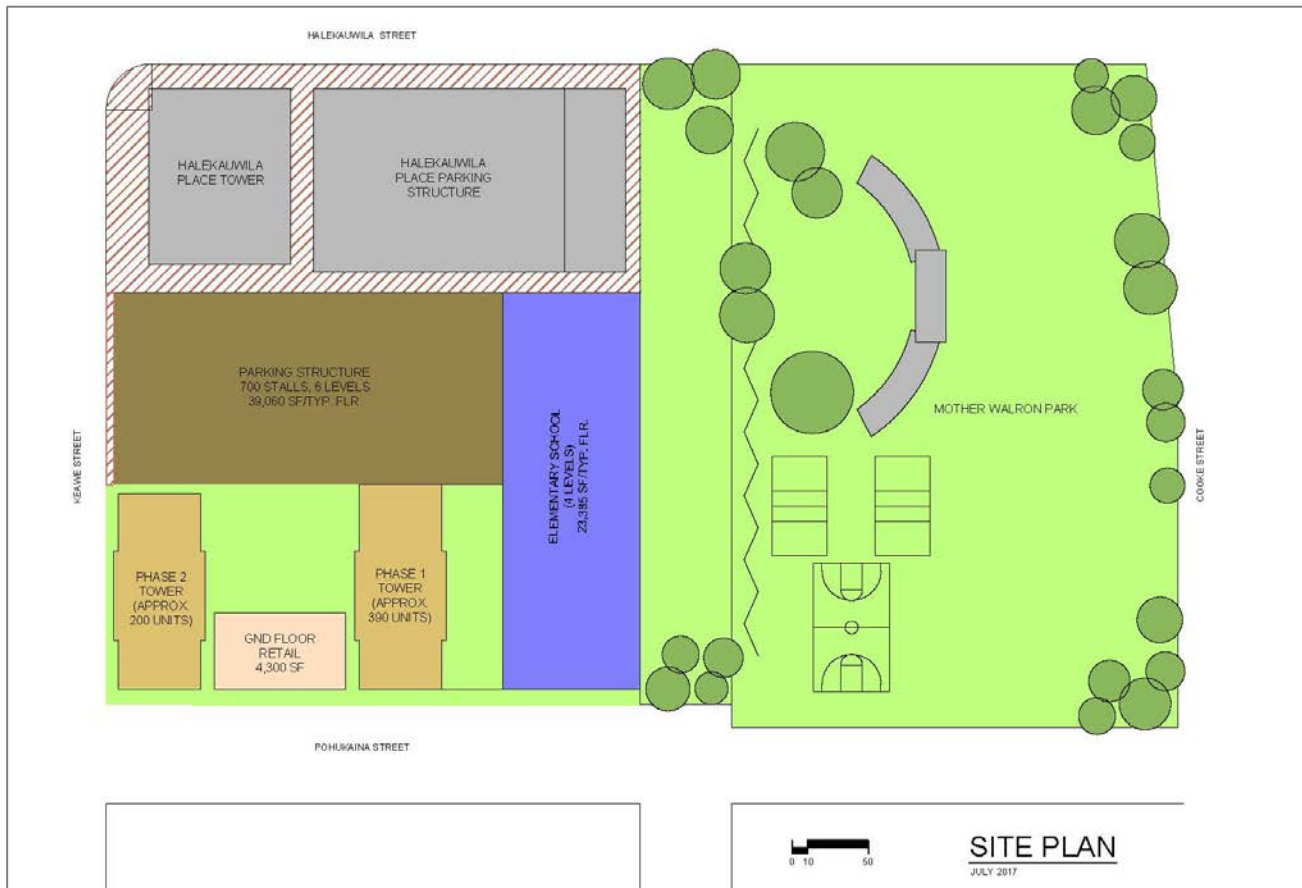 HALEKAUWILA STREET
HALEKAUWILA
PLACE TOWER
HALEKAUWILA
PLACE PARKING
STRUCTURE
PARKING STRUCTURE
700 STALLS, 6 LEVELS
39,060 SF/TYP. FLR
KEAWE STREET
ELEMENTARY SCHOOL
(4 LEVELS)
23,385 SF/TYP. FLR.
MOTHER WALRON PARK
COOKE STREET
PHASE 2
TOWER
(APPROX.
200 UNITS)
GND FLOOR
RETAIL
4,300 SF
PHASE 1
TOWER
(APPROX.
390 UNITS)
POHUKAINA STREET
0 10 50
SITE PLAN
JULY 2017